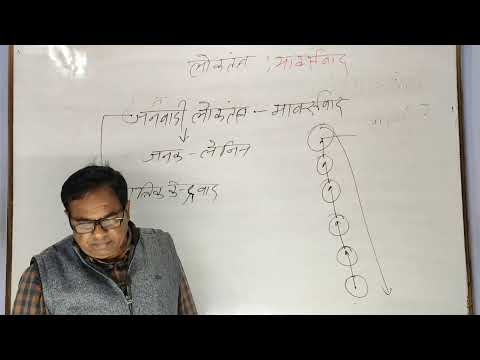 लोकतंत्र : मार्क्सवाद
जनवादी लोकतंत्र - मार्क्सवाद
जनक - लेनिन